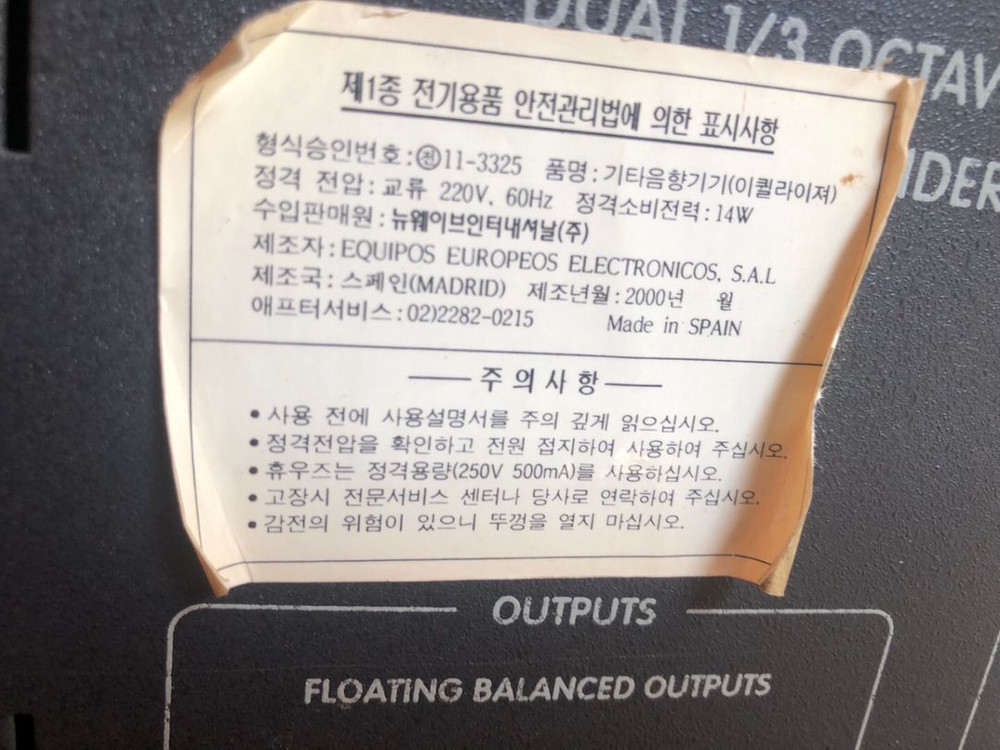 DUAL 1/3 OCTAV
제1종 전기용품 안전관리법에 의한 표시사항
형식승인번호:㉝11-3325 품명:기타음향기기(이퀄라이져)
정격 전압:교류 220V, 60Hz 정격소비전력:14W
수입판매원:뉴웨이브인터내셔날(주)
제조자:EQUIPOS EUROPEOS ELECTRONICOS, S.A.L
제조국:스페인(MADRID) 제조년월:2000년 월
애프터서비스:02)2282-0215 Made in SPAIN
주의사항
• 사용 전에 사용설명서를 주의 깊게 읽으십시오.
• 정격전압을 확인하고 전원 접지하여 사용하여 주십시오.
• 휴우즈는 정격용량(250V 500mA)를 사용하십시오.
• 고장시 전문서비스 센터나 당사로 연락하여 주십시오.
• 감전의 위험이 있으니 뚜껑을 열지 마십시오.
OUTPUTS
FLOATING BALANCED OUTPUTS